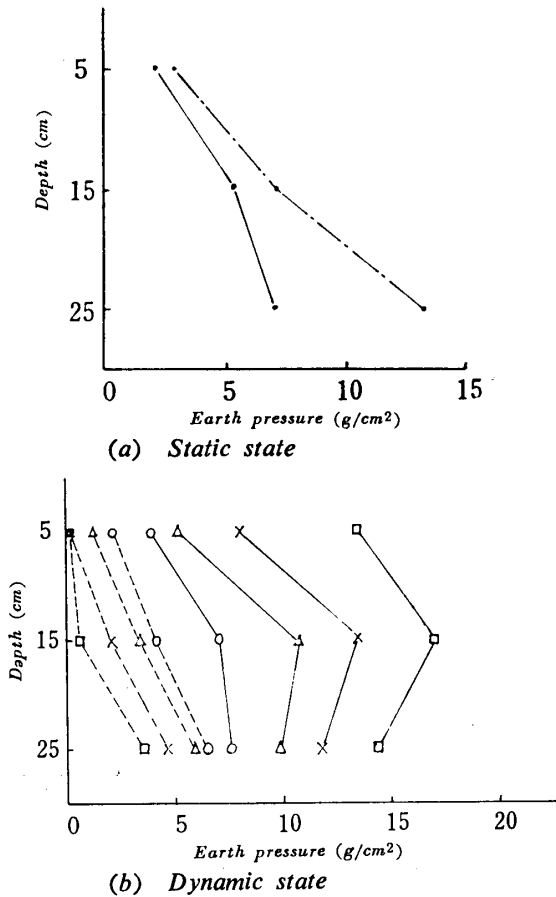 5
15
25
Depth (cm)
0 5 10 15
Earth pressure (g/cm²)
(a) Static state
5
15
25
Depth (cm)
0 5 10 15 20
Earth pressure (g/cm²)
(b) Dynamic state